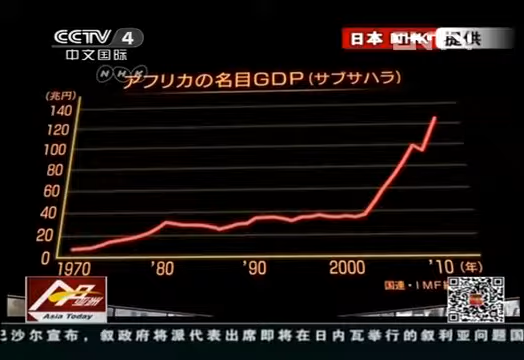 CCTV 4
中文国际
日本 NHK 提供
NHK
アフリカの名目GDP(サブサハラ)
(兆円)
140
120
100
80
60
40
20
0
1970 '80 '90 2000 '10 (年)
国連・IMF
今日亚洲
Asia Today
巴沙尔宣布，叙政府将派代表出席即将在日内瓦举行的叙利亚问题国